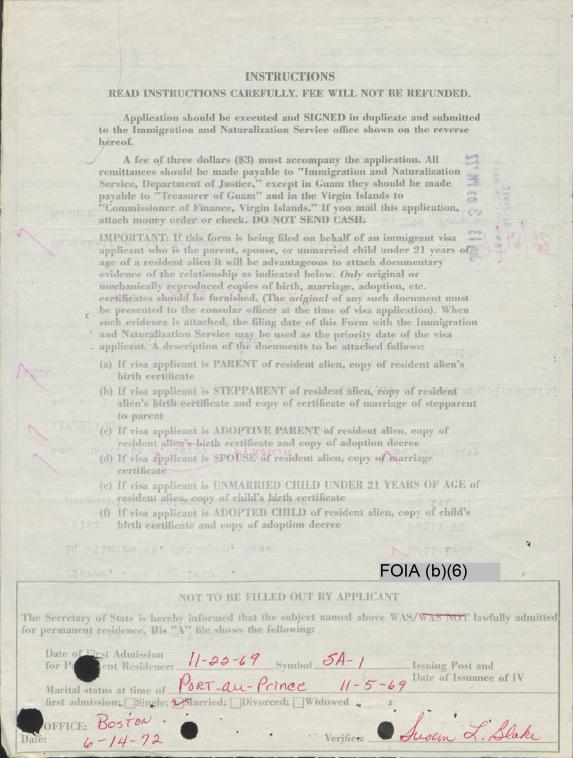 INSTRUCTIONS
READ INSTRUCTIONS CAREFULLY. FEE WILL NOT BE REFUNDED.
Application should be executed and SIGNED in duplicate and submitted
to the Immigration and Naturalization Service office shown on the reverse
hereof.
A fee of three dollars ($3) must accompany the application. All
remittances should be made payable to "Immigration and Naturalization
Service, Department of Justice," except in Guam they should be made
payable to "Treasurer of Guam" and in the Virgin Islands to
"Commissioner of Finance, Virgin Islands." If you mail this application,
attach money order or check. DO NOT SEND CASH.
IMPORTANT: If this form is being filed on behalf of an immigrant visa
applicant who is the parent, spouse, or unmarried child under 21 years of
age of a resident alien it will be advantageous to attach documentary
evidence of the relationship as indicated below. Only original or
mechanically reproduced copies of birth, marriage, adoption, etc.
certificates should be furnished. (The original of any such document must
be presented to the consular officer at the time of visa application). When
such evidence is attached, the filing date of this Form with the Immigration
and Naturalization Service may be used as the priority date of the visa
applicant. A description of the documents to be attached follows:
(a) If visa applicant is PARENT of resident alien, copy of resident alien's
birth certificate
(b) If visa applicant is STEPPARENT of resident alien, copy of resident
alien's birth certificate and copy of certificate of marriage of stepparent
to parent
(c) If visa applicant is ADOPTIVE PARENT of resident alien, copy of
resident alien's birth certificate and copy of adoption decree
(d) If visa applicant is SPOUSE of resident alien, copy of marriage
certificate
(e) If visa applicant is UNMARRIED CHILD UNDER 21 YEARS OF AGE of
resident alien, copy of child's birth certificate
(f) If visa applicant is ADOPTED CHILD of resident alien, copy of child's
birth certificate and copy of adoption decree
FOIA (b)(6)
NOT TO BE FILLED OUT BY APPLICANT
The Secretary of State is hereby informed that the subject named above WAS/WAS NOT lawfully admitted
for permanent residence. His "A" file shows the following:
Date of First Admission
for Residence: 11-22-69 Symbol SA-1 Issuing Post and
Date of Issuance of IV
Marital status at time of Port-au-Prince 11-5-69
first admission; Single; Married; Divorced; Widowed
OFFICE: Boston
Date: 6-14-72 Verifier: Susan L. Blake